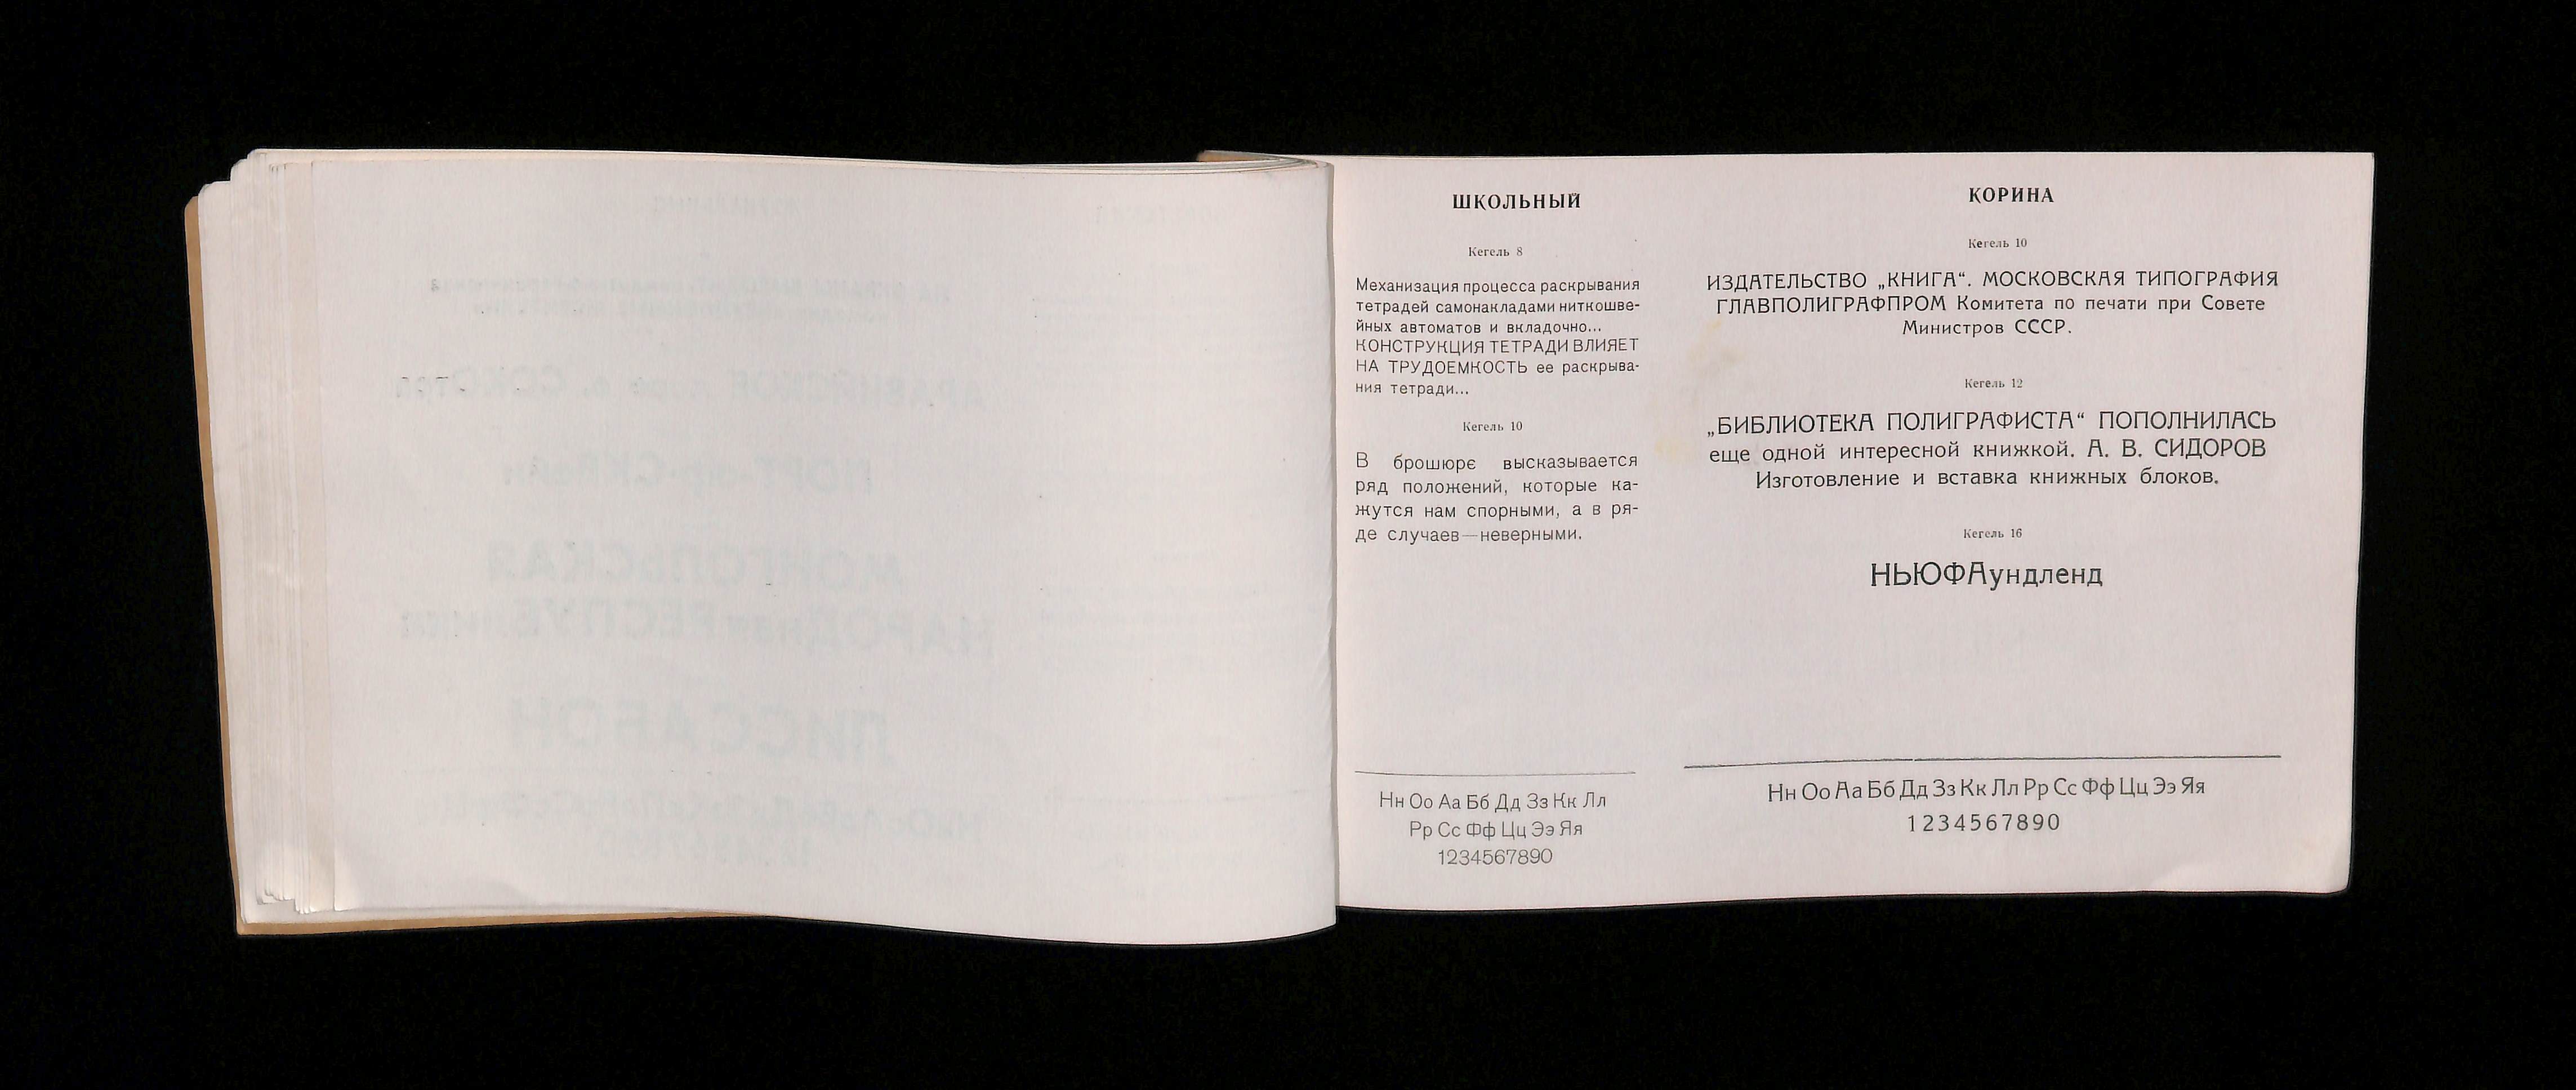 ШКОЛЬНЫЙ
Кегель 8
Механизация процесса раскрывания
тетрадей самонакладами ниткошве-
йных автоматов и вкладочно...
КОНСТРУКЦИЯ ТЕТРАДИ ВЛИЯЕТ
НА ТРУДОЕМКОСТЬ ее раскрыва-
ния тетради...
Кегель 10
В брошюре высказывается
ряд положений, которые ка-
жутся нам спорными, а в ря-
де случаев—неверными.
Нн Оо Аа Бб Дд Зз Кк Лл
Рр Сс Фф Цц Ээ Яя
1234567890
КОРИНА
Кегель 10
ИЗДАТЕЛЬСТВО „КНИГА“. МОСКОВСКАЯ ТИПОГРАФИЯ
ГЛАВПОЛИГРАФПРОМ Комитета по печати при Совете
Министров СССР.
Кегель 12
„БИБЛИОТЕКА ПОЛИГРАФИСТА“ ПОПОЛНИЛАСЬ
еще одной интересной книжкой. А. В. СИДОРОВ
Изготовление и вставка книжных блоков.
Кегель 16
НЬЮФАундленд
Нн Оо Аа Бб Дд Зз Кк Лл Рр Сс Фф Цц Ээ Яя
1234567890